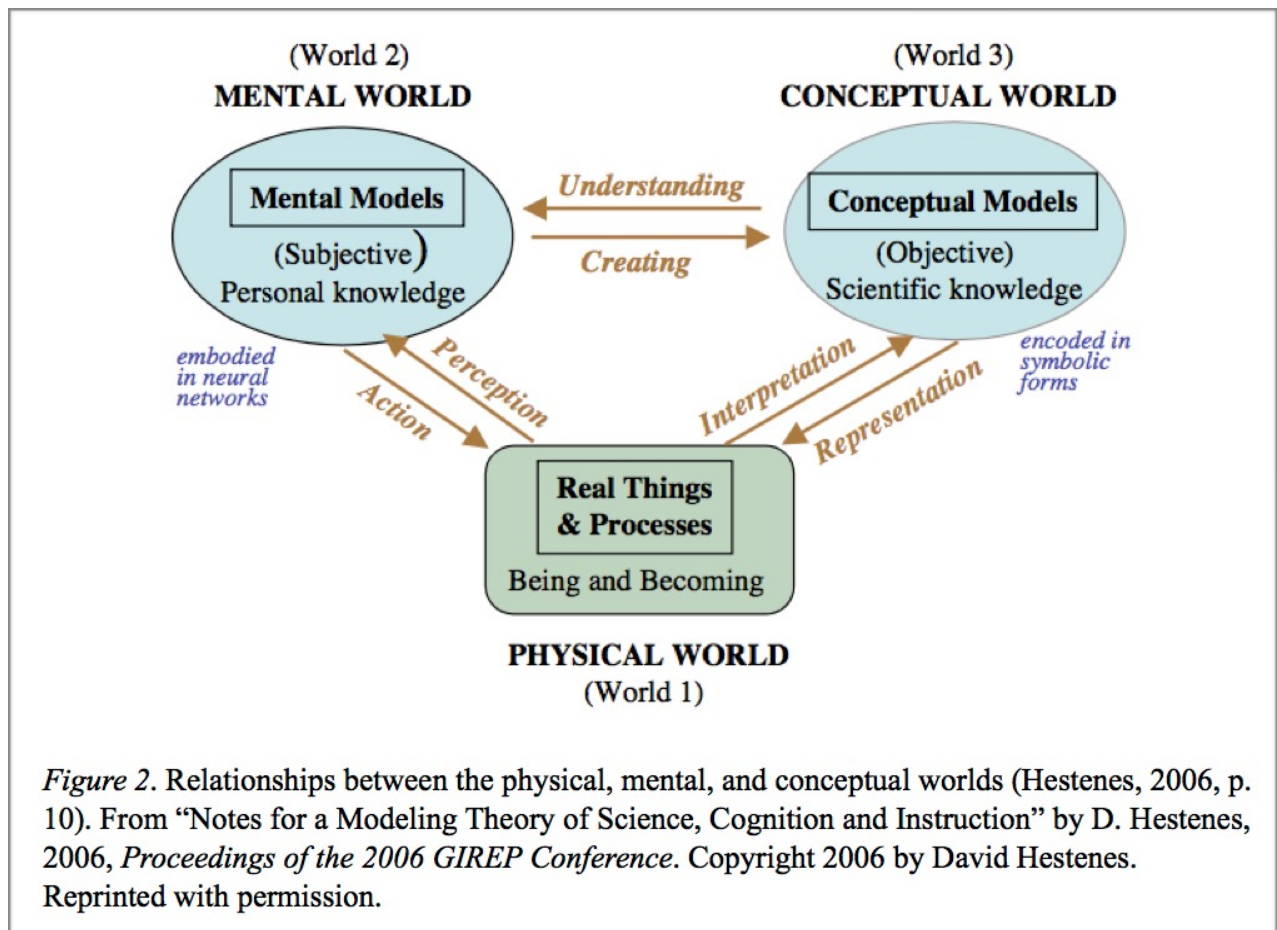 (World 2)
MENTAL WORLD
(World 3)
CONCEPTUAL WORLD
Mental Models
(Subjective)
Personal knowledge
Understanding
Creating
Conceptual Models
(Objective)
Scientific knowledge
embodied
in neural
networks
Action
Perception
Interpretation
Representation
encoded in
symbolic
forms
Real Things
& Processes
Being and Becoming
PHYSICAL WORLD
(World 1)
Figure 2. Relationships between the physical, mental, and conceptual worlds (Hestenes, 2006, p.
10). From “Notes for a Modeling Theory of Science, Cognition and Instruction” by D. Hestenes,
2006, Proceedings of the 2006 GIREP Conference. Copyright 2006 by David Hestenes.
Reprinted with permission.